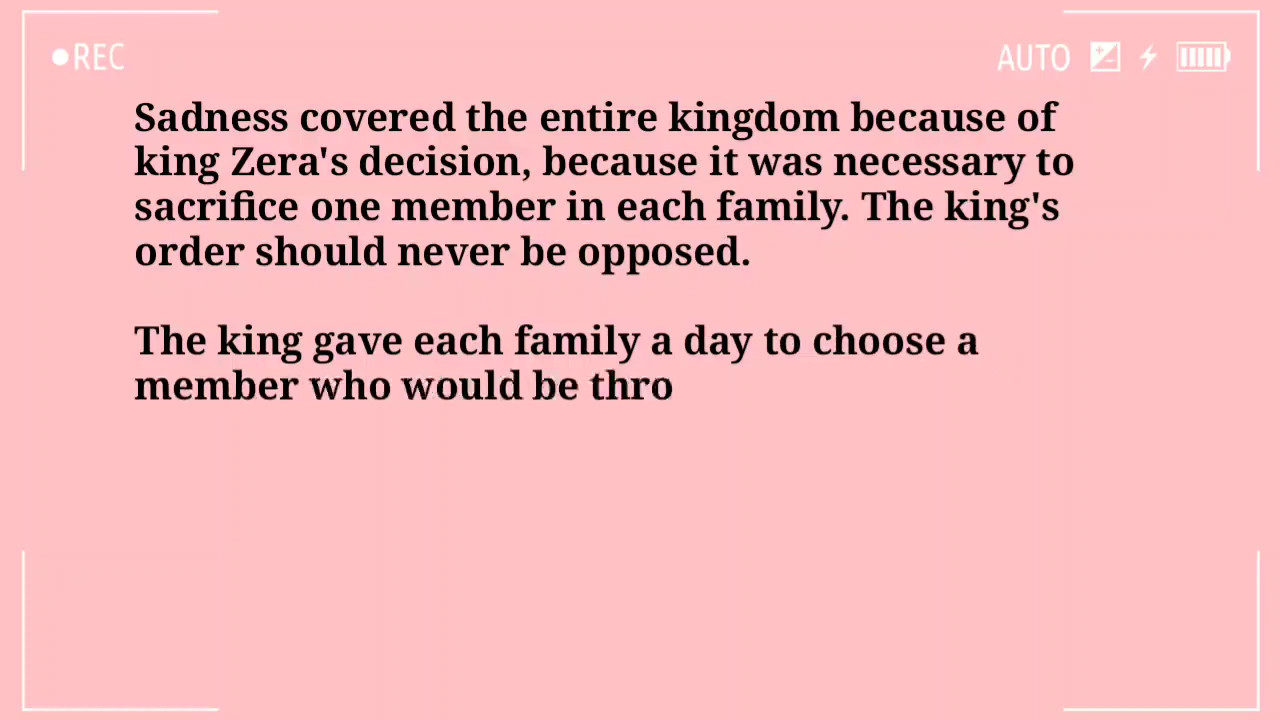 ●REC
AUTO
Sadness covered the entire kingdom because of
king Zera's decision, because it was necessary to
sacrifice one member in each family. The king's
order should never be opposed.
The king gave each family a day to choose a
member who would be thro